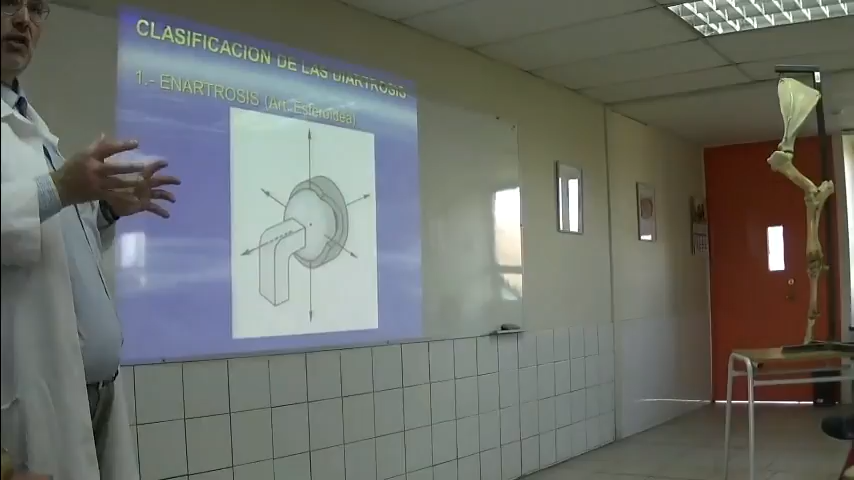 CLASIFICACION DE LAS DIARTROSIS
1.- ENARTROSIS (Art. Esferoidea)